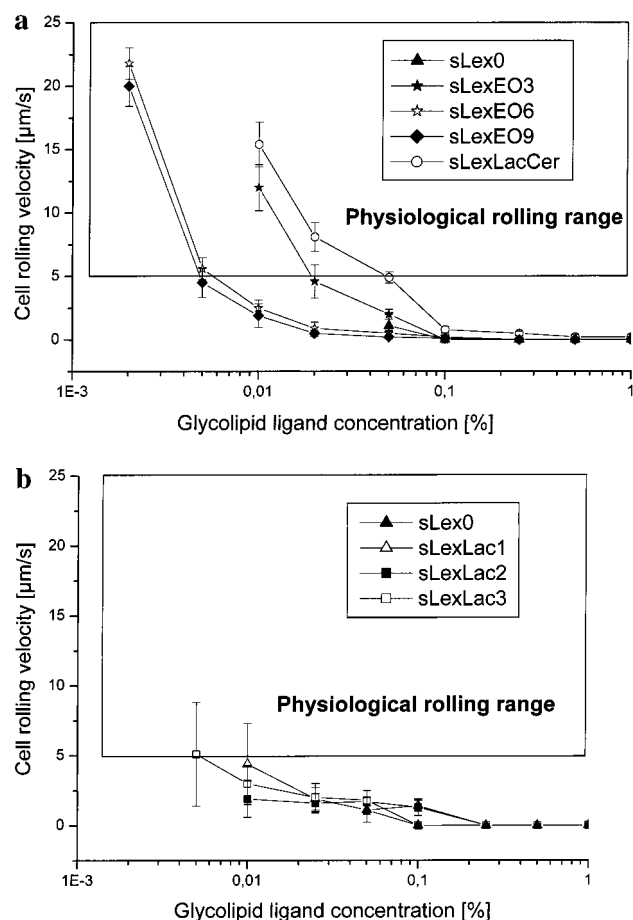 a
25
20
15
10
5
0
Cell rolling velocity [µm/s]
sLex0
sLexEO3
sLexEO6
sLexEO9
sLexLacCer
Physiological rolling range
1E-3
0,01
0,1
1
Glycolipid ligand concentration [%]
b
25
20
15
10
5
0
Cell rolling velocity [µm/s]
sLex0
sLexLac1
sLexLac2
sLexLac3
Physiological rolling range
1E-3
0,01
0,1
1
Glycolipid ligand concentration [%]